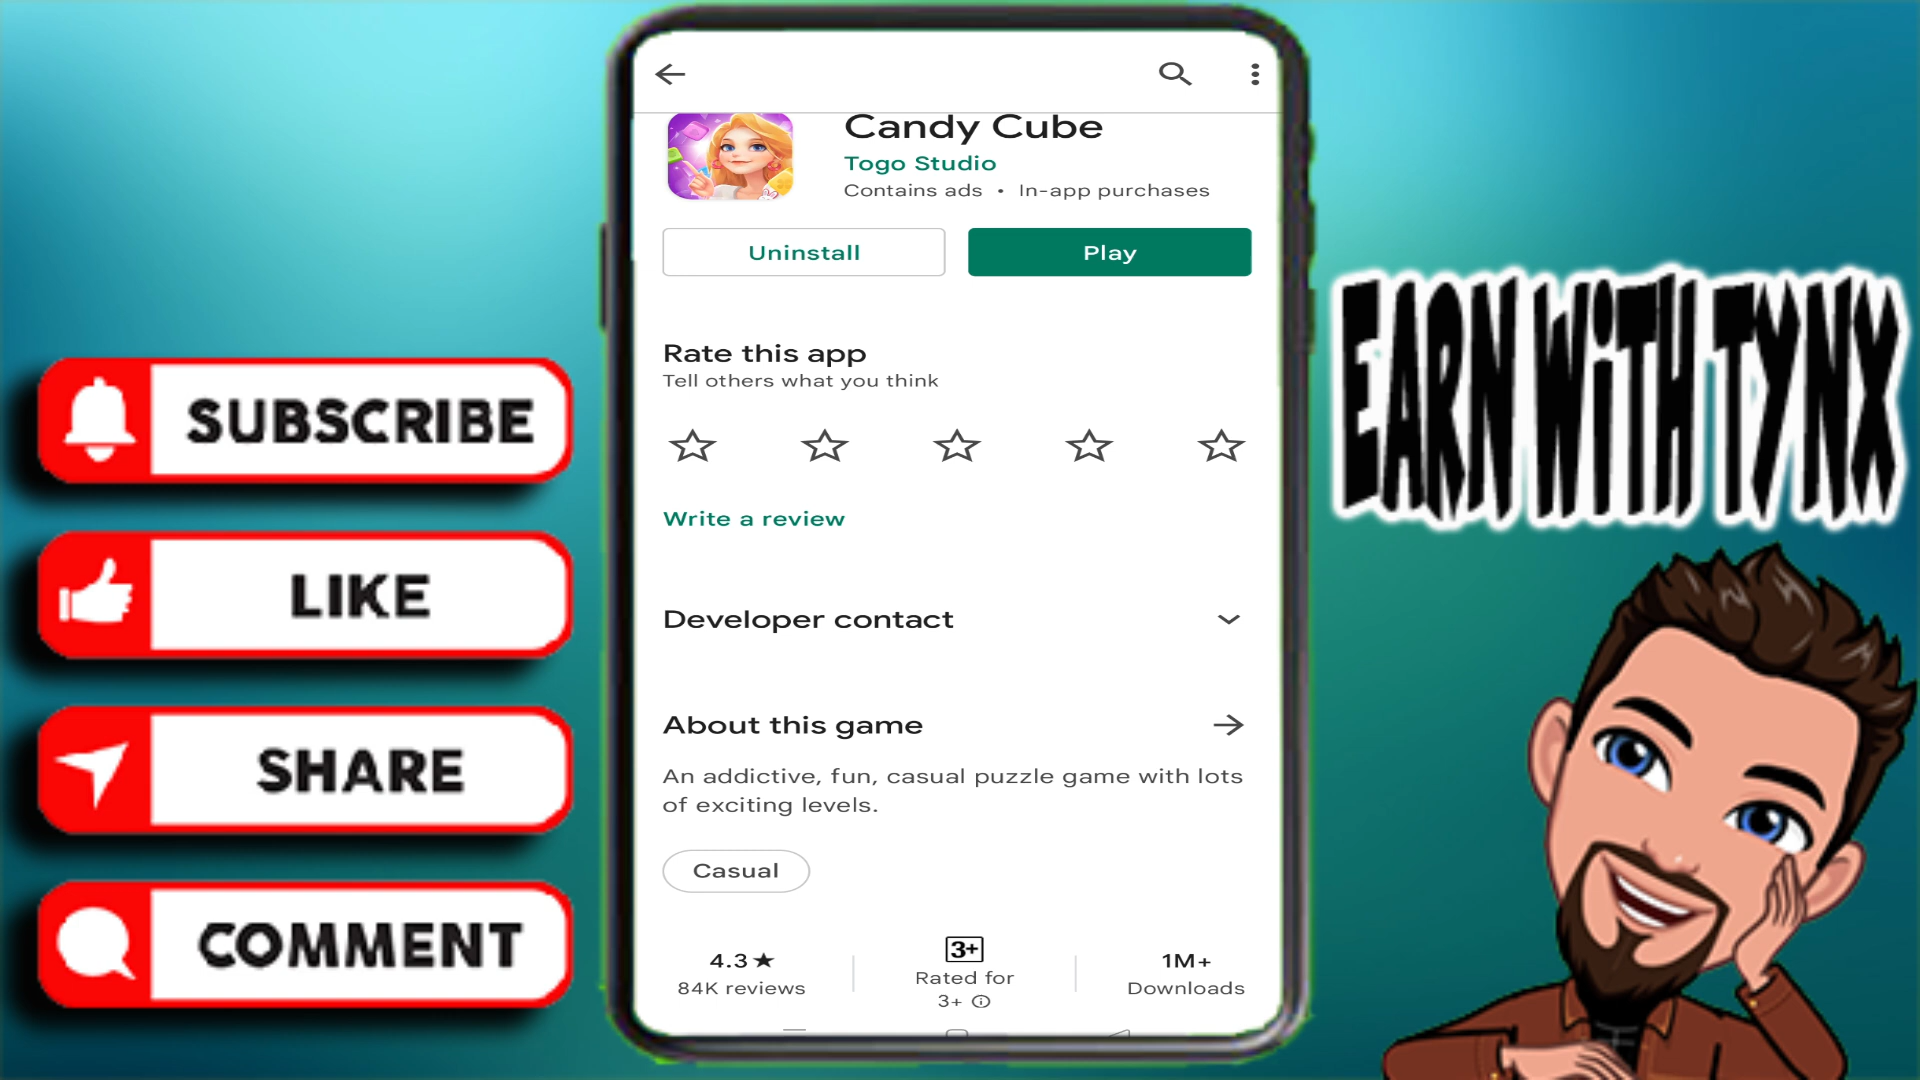 SUBSCRIBE
LIKE
SHARE
COMMENT
Candy Cube
Togo Studio
Contains ads • In-app purchases
Uninstall
Play
Rate this app
Tell others what you think
Write a review
Developer contact
About this game
An addictive, fun, casual puzzle game with lots
of exciting levels.
Casual
4.3★
84K reviews
3+
Rated for
3+
1M+
Downloads
EARN WiTH TYNX